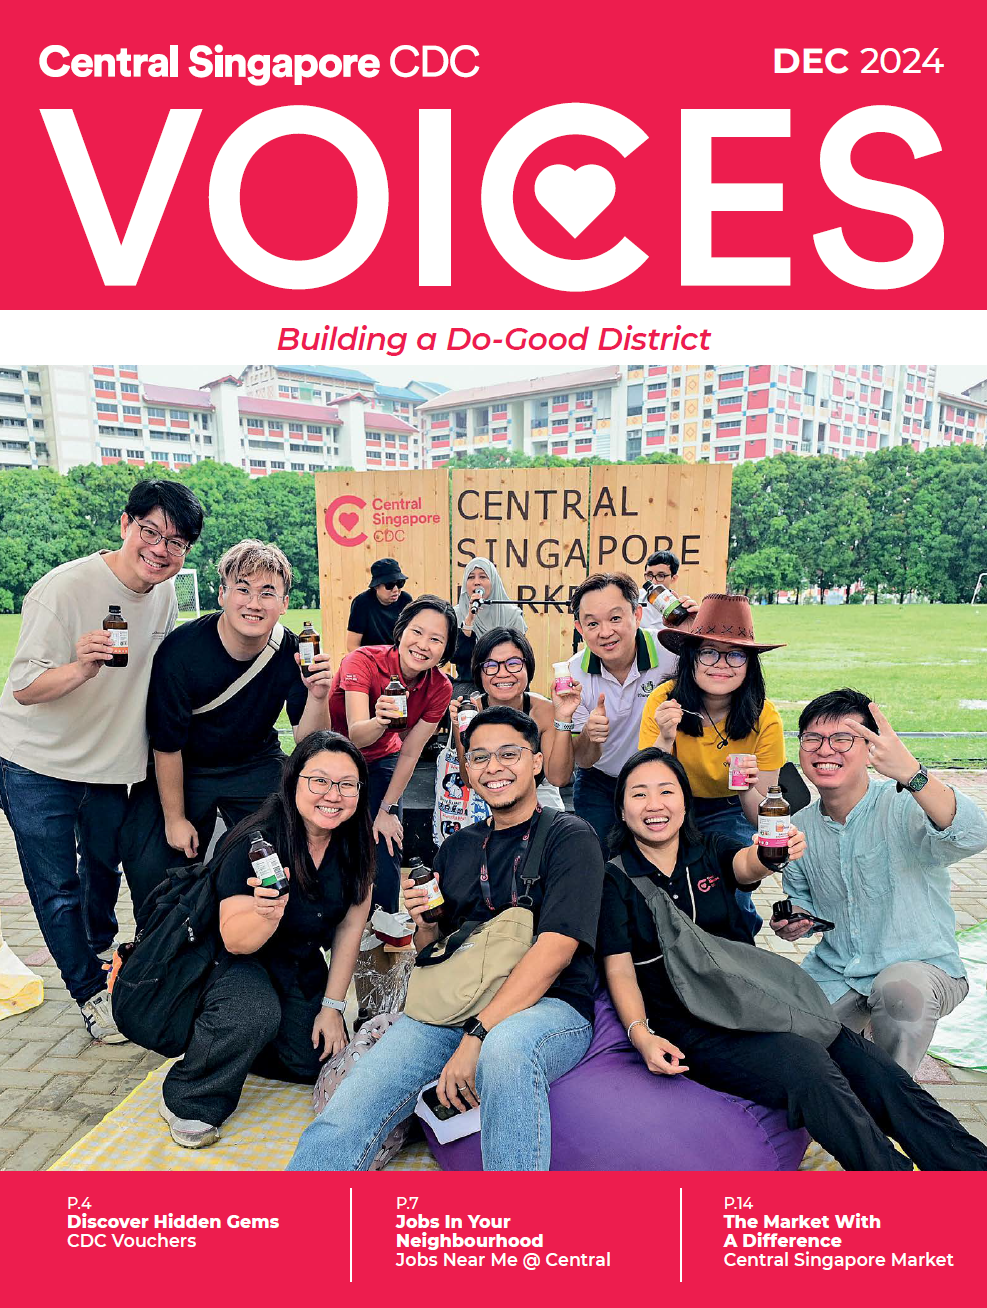 Central Singapore CDC
DEC 2024
VOICES
Building a Do-Good District
Central
Singapore
CDC
CENTRAL
SINGAPORE
P.4
Discover Hidden Gems
CDC Vouchers
P.7
Jobs In Your
Neighbourhood
Jobs Near Me @ Central
P.14
The Market With
A Difference
Central Singapore Market